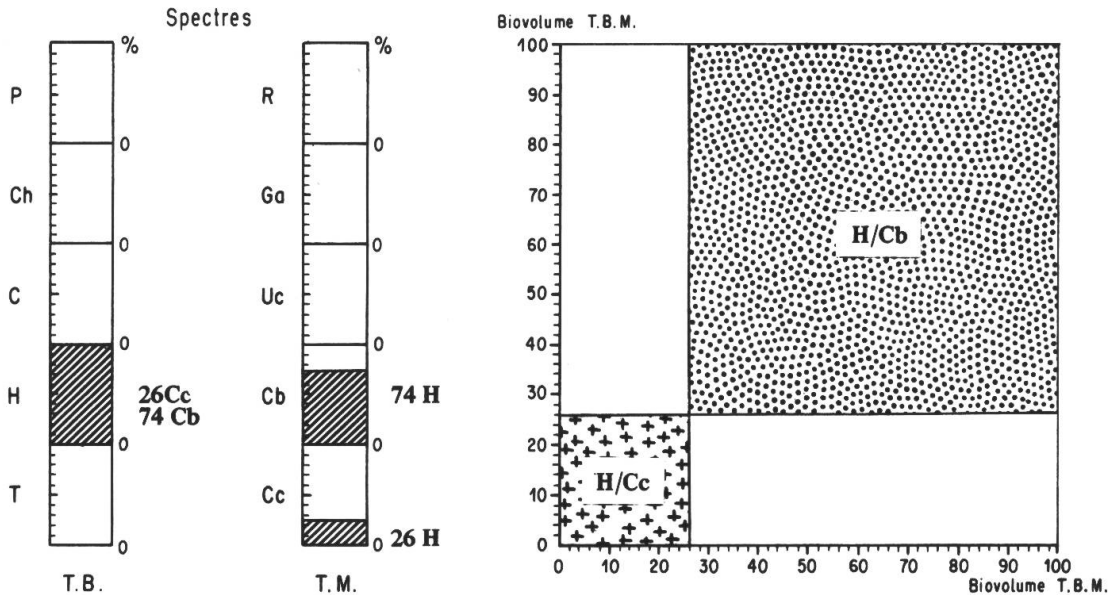 Spectres
%
P
0
Ch
0
C
0
H
26Cc
74 Cb
0
T
0
T.B.
%
R
0
Ga
0
Uc
0
Cb
74 H
0
Cc
26 H
0
T.M.
Biovolume T.B.M.
100
90
80
70
60
50
40
30
20
10
0
H/Cb
H/Cc
0 10 20 30 40 50 60 70 80 90 100
Biovolume T.B.M.